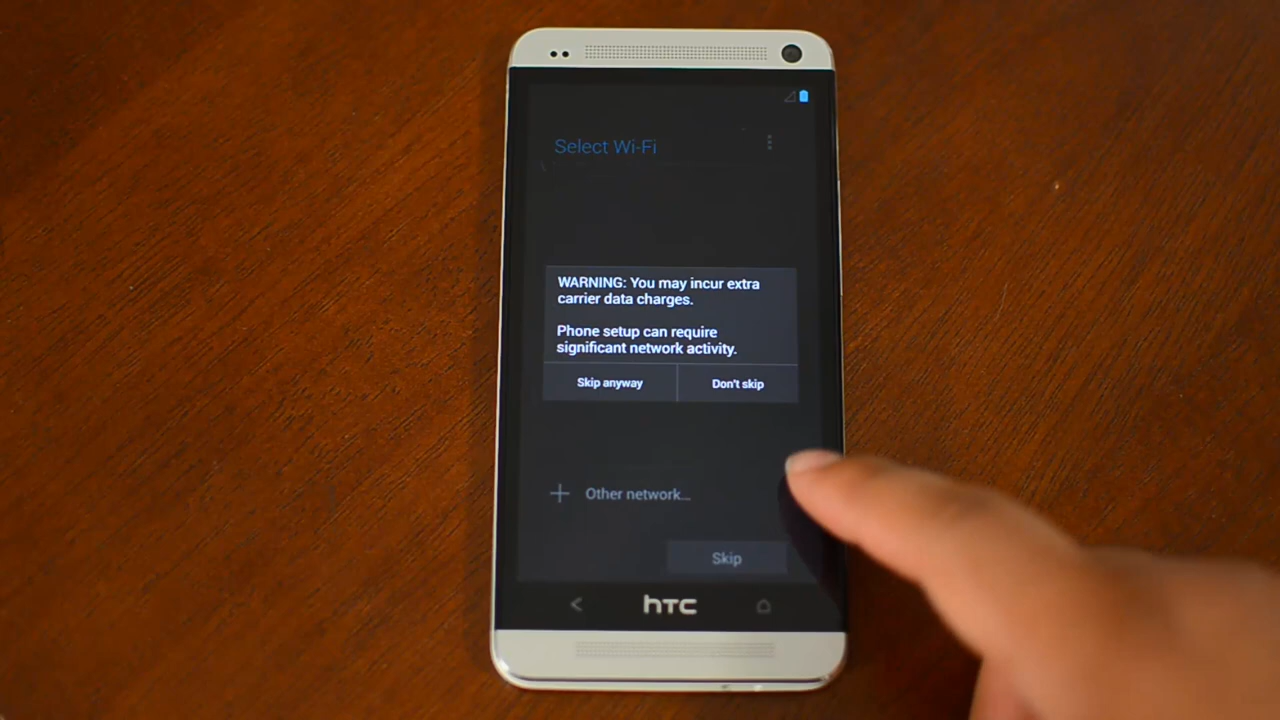 Select Wi-Fi
WARNING: You may incur extra
carrier data charges.
Phone setup can require
significant network activity.
Skip anyway
Don't skip
Other network...
Skip
hTC